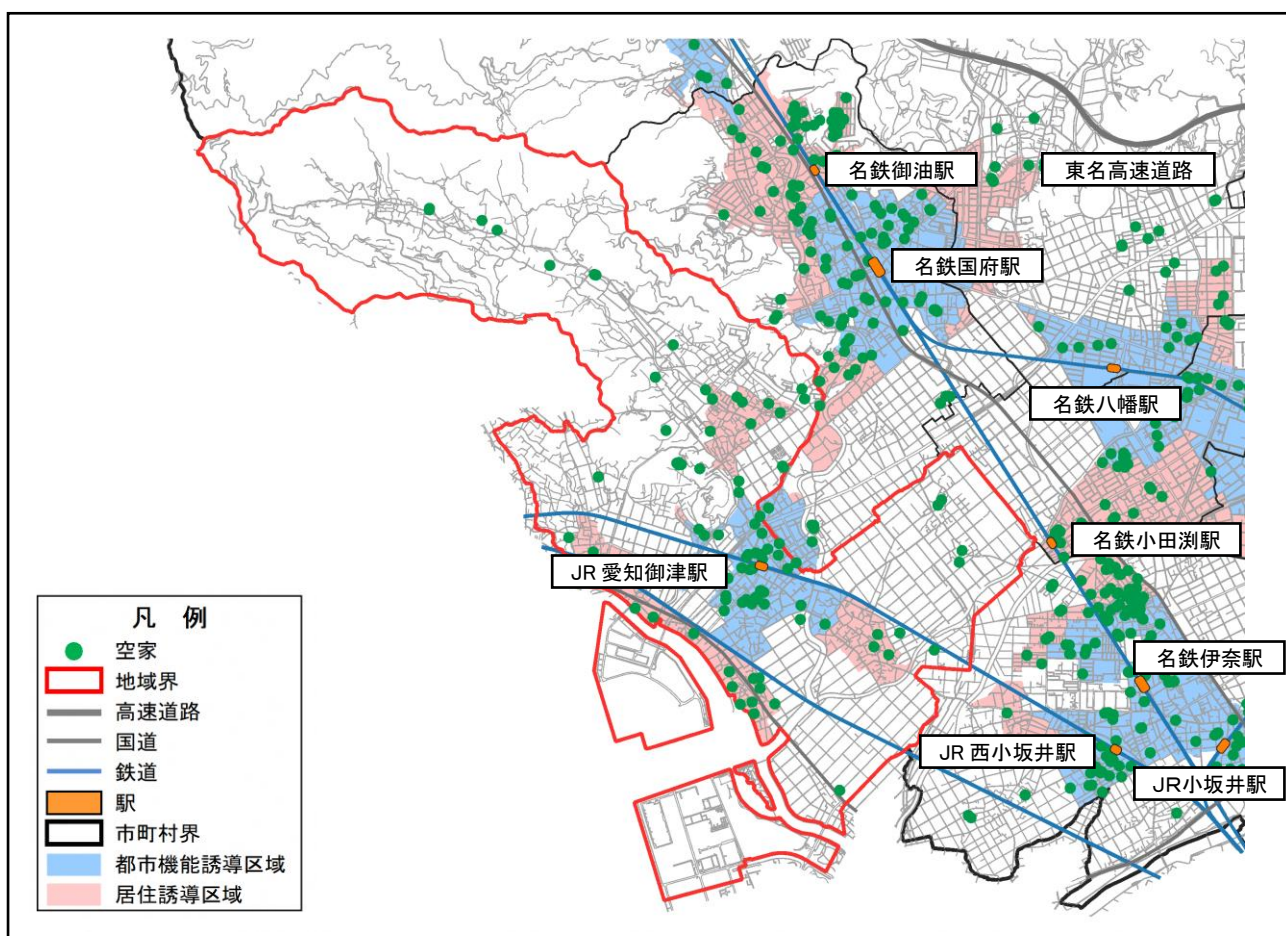 名鉄御油駅
東名高速道路
名鉄国府駅
名鉄八幡駅
名鉄小田渕駅
JR 愛知御津駅
名鉄伊奈駅
JR 西小坂井駅
JR小坂井駅
凡 例
空家
地域界
高速道路
国道
鉄道
駅
市町村界
都市機能誘導区域
居住誘導区域